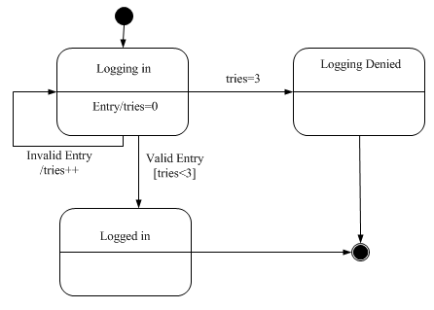 Logging in
Entry/tries=0
tries=3
Logging Denied
Invalid Entry
/tries++
Valid Entry
[tries<3]
Logged in